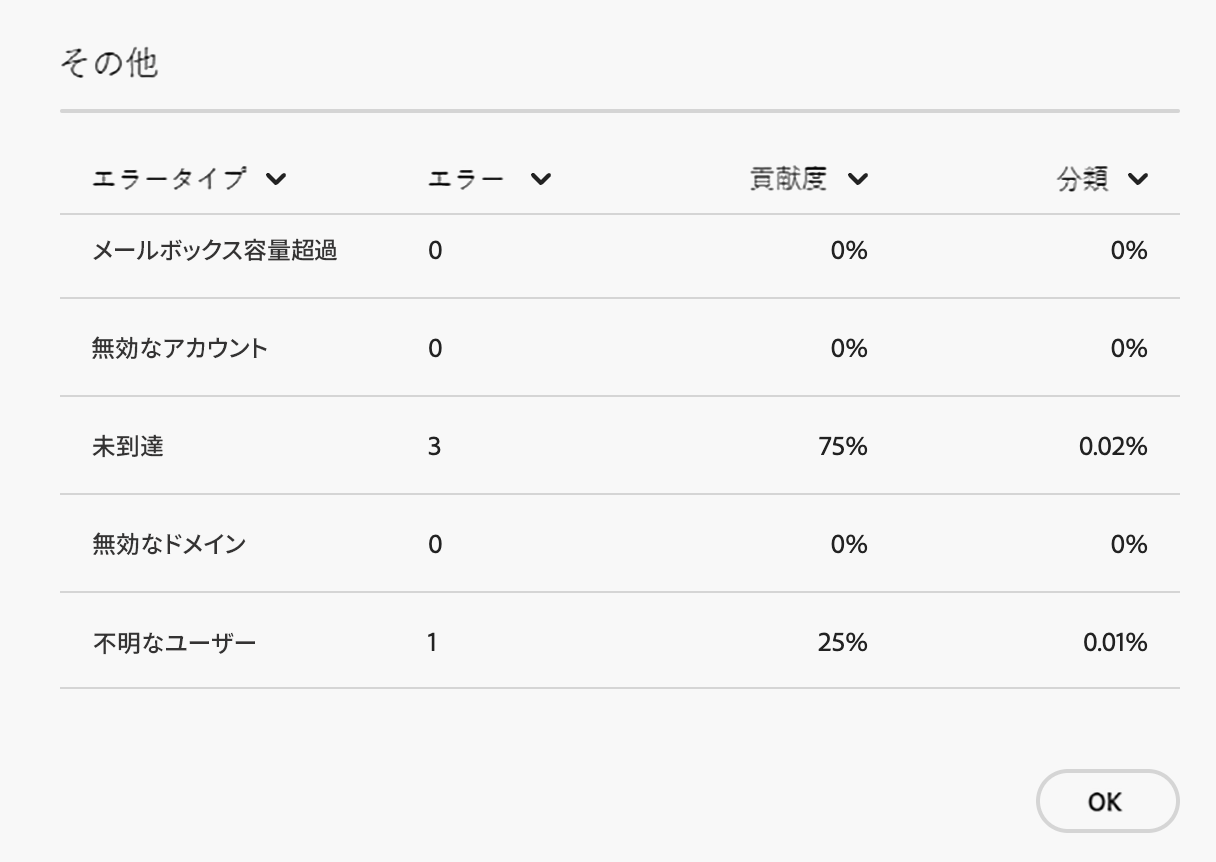 その他
エラータイプ エラー 貢献度 分類
メールボックス容量超過 0 0% 0%
無効なアカウント 0 0% 0%
未到達 3 75% 0.02%
無効なドメイン 0 0% 0%
不明なユーザー 1 25% 0.01%
OK